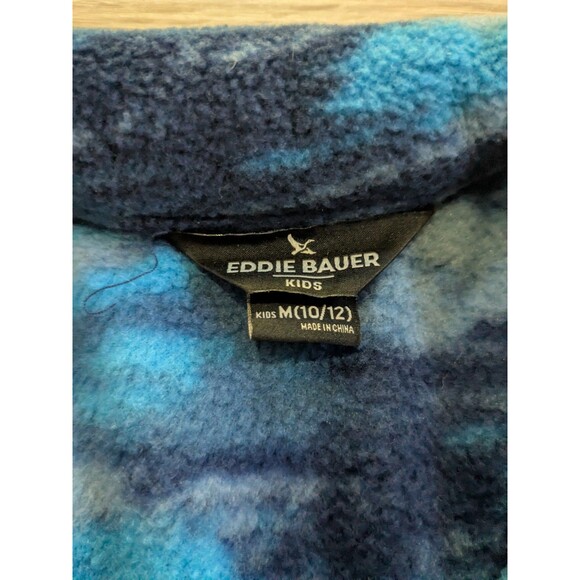 EDDIE BAUER
KIDS
KIDS M(10/12)
MADE IN CHINA